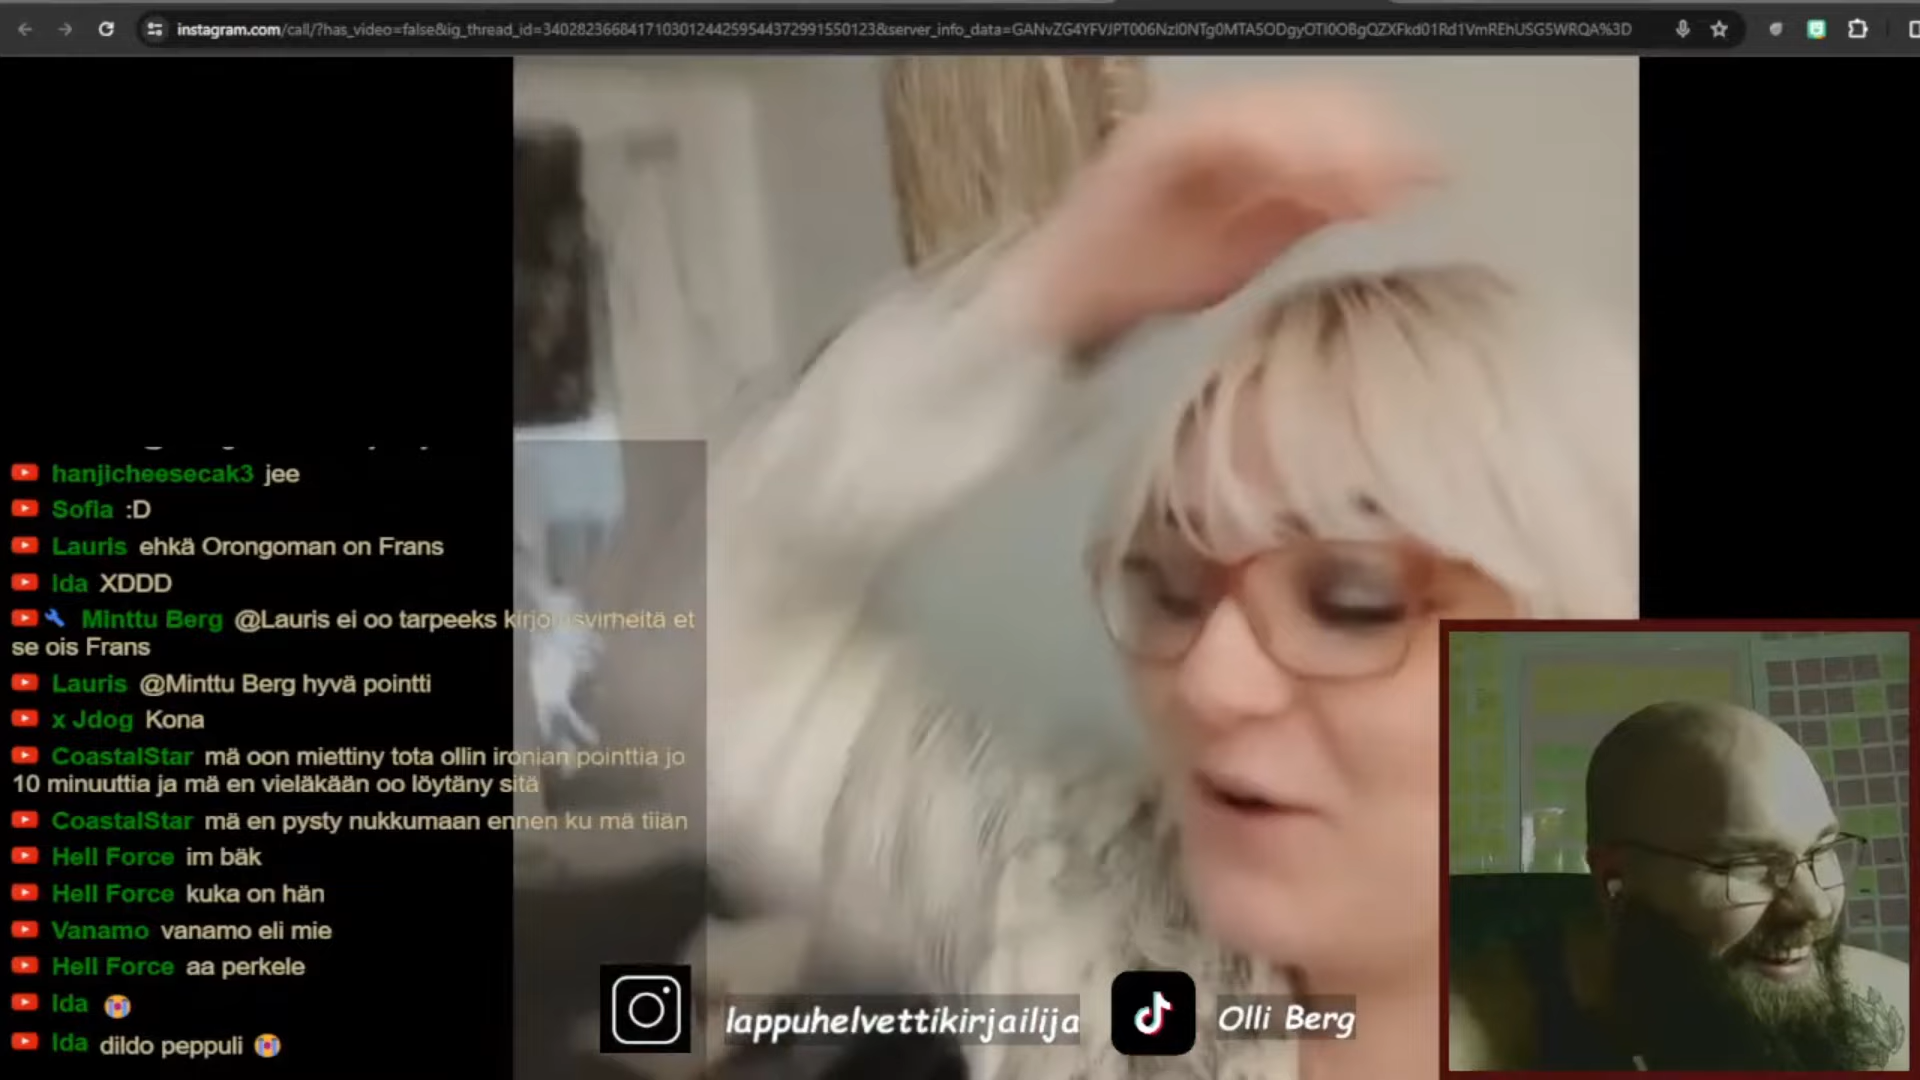 instagram.com/call/?has_video=false&ig_thread_id=340282366841710301244259544372991550123&server_info_data=GANvZG4YFVJPT006NzI0NTg0MTA5ODgyOTI0OBgQZXFkd01Rd1VmREhUSG5WRQA%3D
hanjicheesecak3 jee
Sofia :D
Lauris ehkä Orongoman on Frans
Ida XDDD
Minttu Berg @Lauris ei oo tarpeeks kirjotusvirheitä et
se ois Frans
Lauris @Minttu Berg hyvä pointti
x Jdog Kona
CoastalStar mä oon miettiny tota ollin ironian pointtia jo
10 minuuttia ja mä en vieläkään oo löytäny sitä
CoastalStar mä en pysty nukkumaan ennen ku mä tiiän
Hell Force im bäk
Hell Force kuka on hän
Vanamo vanamo eli mie
Hell Force aa perkele
Ida 😭
Ida dildo peppuli 😭
lappuhelvettikirjailija
Olli Berg